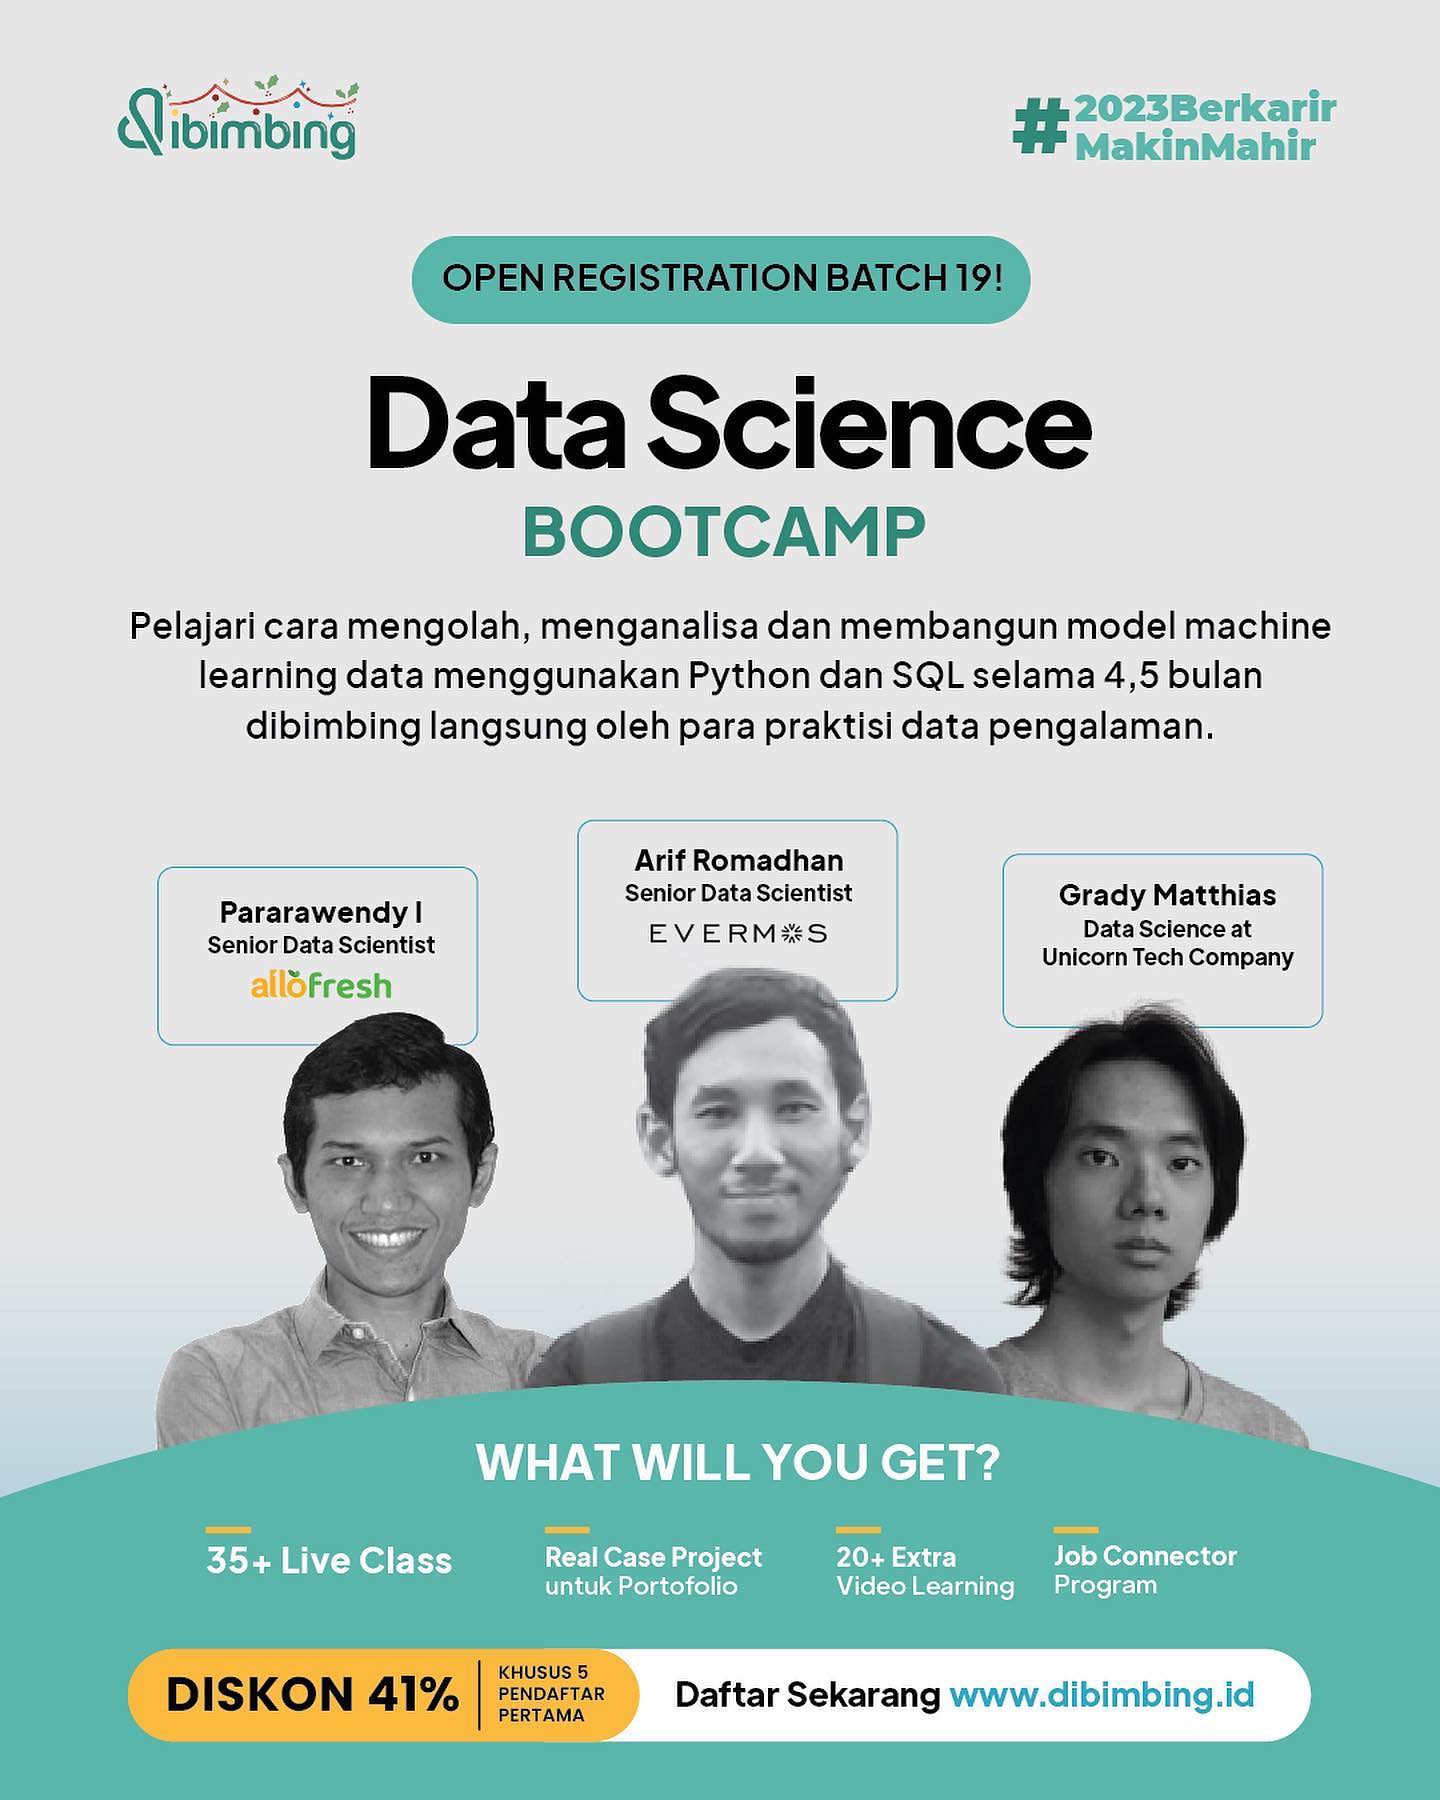 dibimbing
#2023Berkarir
MakinMahir
OPEN REGISTRATION BATCH 19!
Data Science
BOOTCAMP
Pelajari cara mengolah, menganalisa dan membangun model machine
learning data menggunakan Python dan SQL selama 4,5 bulan
dibimbing langsung oleh para praktisi data pengalaman.
Pararawendy I
Senior Data Scientist
allofresh
Arif Romadhan
Senior Data Scientist
EVERMOS
Grady Matthias
Data Science at
Unicorn Tech Company
WHAT WILL YOU GET?
35+ Live Class
Real Case Project
untuk Portofolio
20+ Extra
Video Learning
Job Connector
Program
DISKON 41%
KHUSUS 5
PENDAFTAR
PERTAMA
Daftar Sekarang www.dibimbing.id